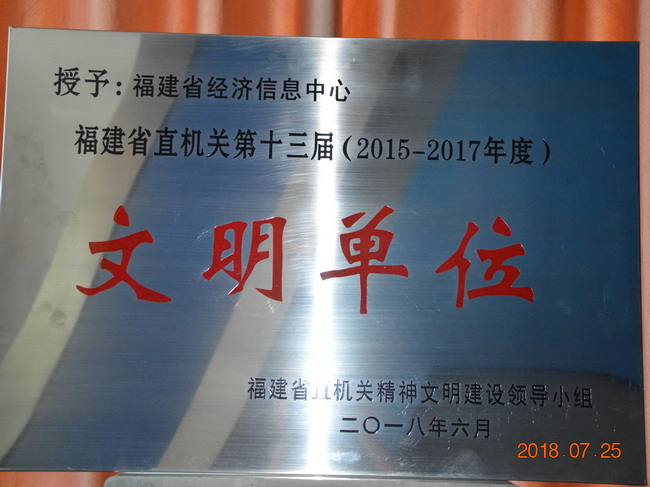 授予：福建省经济信息中心
福建省直机关第十三届（2015-2017年度）
文明单位
福建省直机关精神文明建设领导小组
二〇一八年六月
2018.07.25